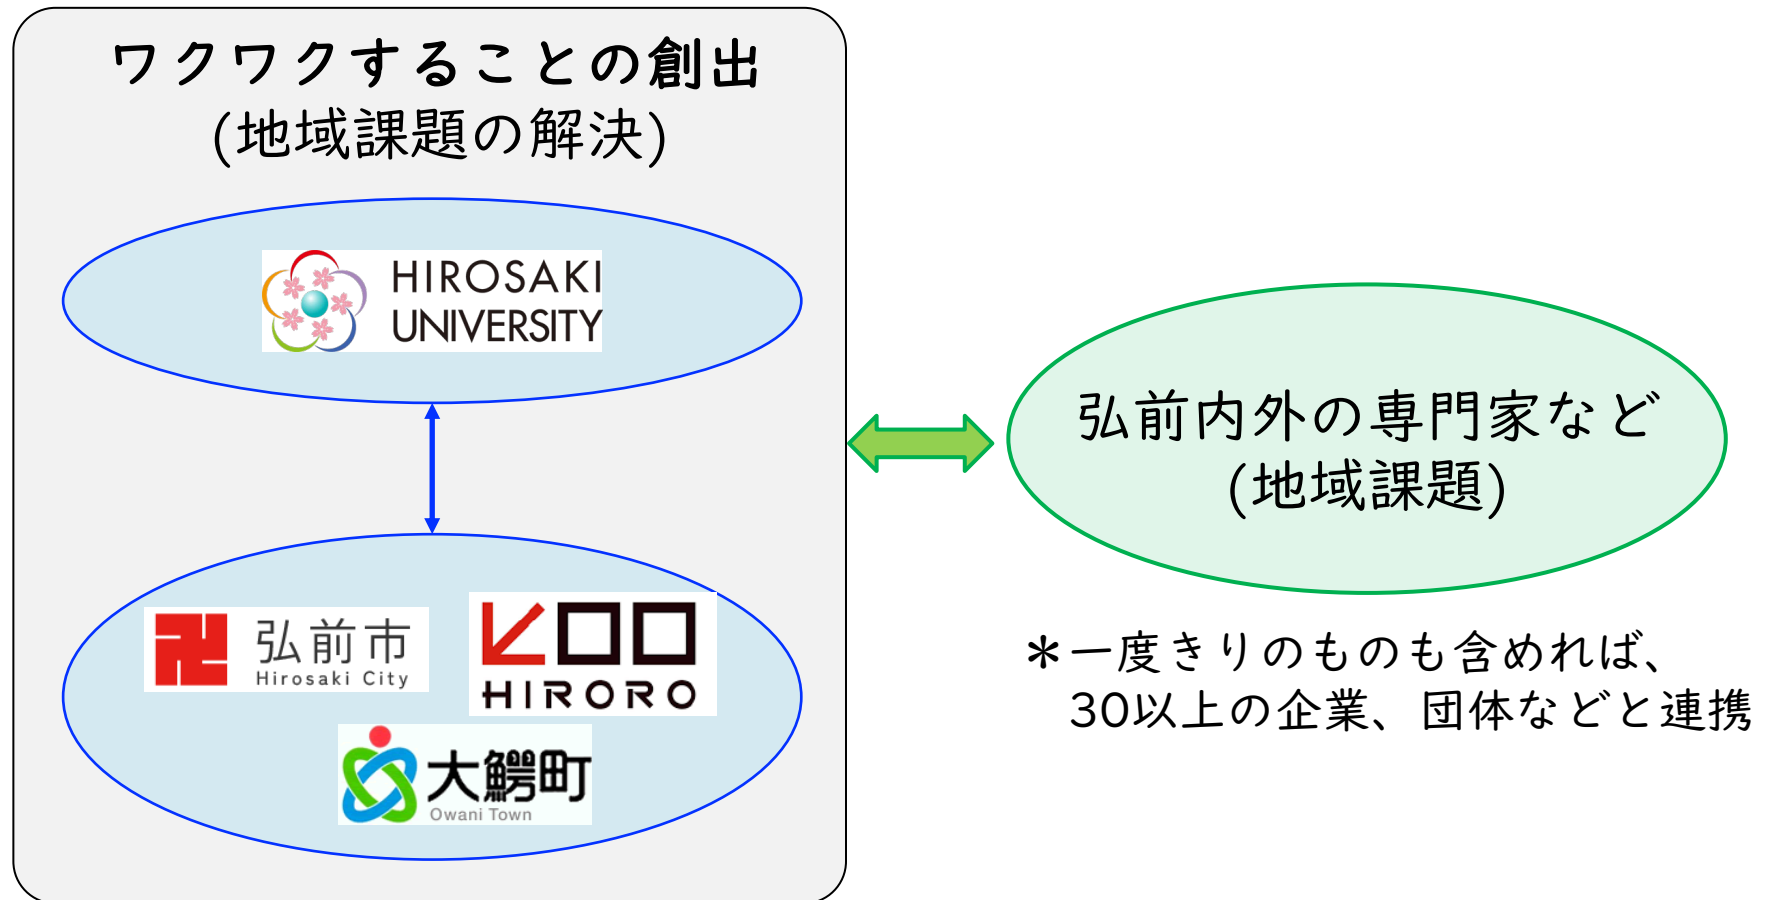 ワクワクすることの創出
(地域課題の解決)
HIROSAKI
UNIVERSITY
弘前市
Hirosaki City
HIRORO
大鰐町
Owani Town
弘前内外の専門家など
(地域課題)
＊一度きりのものも含めれば、
30以上の企業、団体などと連携